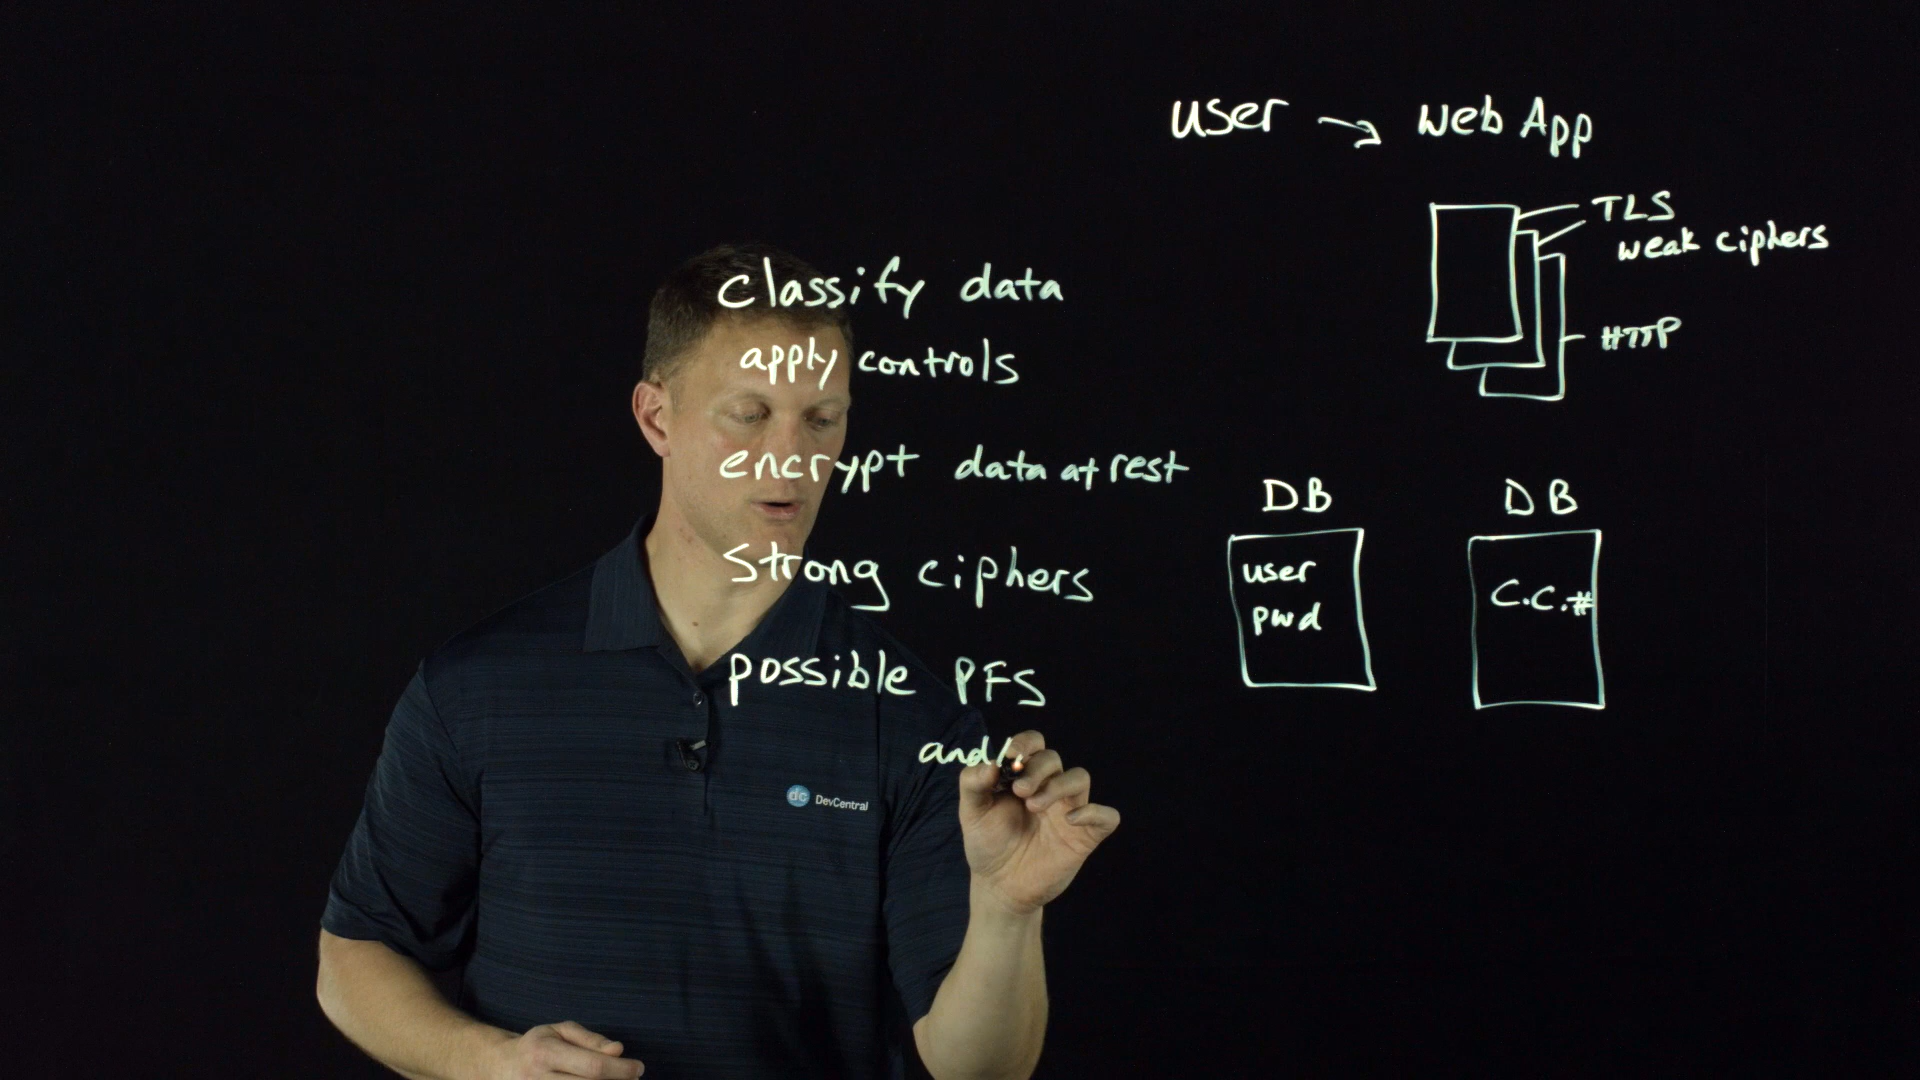 user → Web App
TLS
weak ciphers
HTTP
classify data
apply controls
encrypt data at rest
Strong ciphers
possible PFS
and/
DB
user
pwd
DB
C.C.#
dc DevCentral